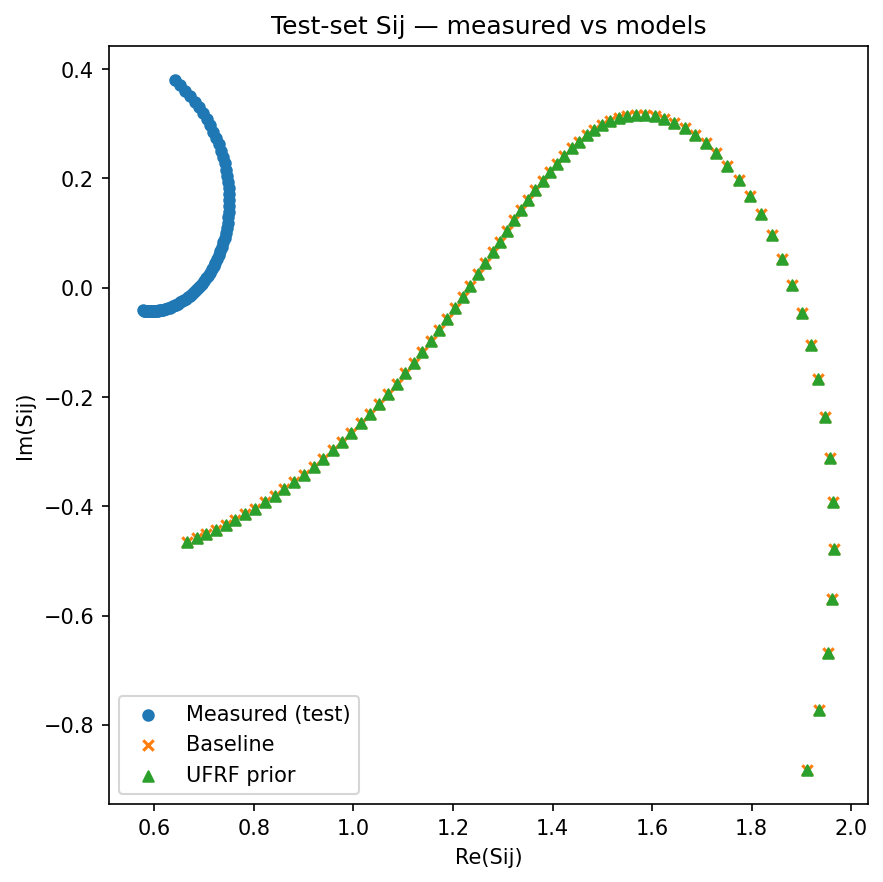 Test-set Sij — measured vs models
0.4
0.2
0.0
−0.2
−0.4
−0.6
−0.8
Im(Sij)
Measured (test)
Baseline
UFRF prior
0.6 0.8 1.0 1.2 1.4 1.6 1.8 2.0
Re(Sij)